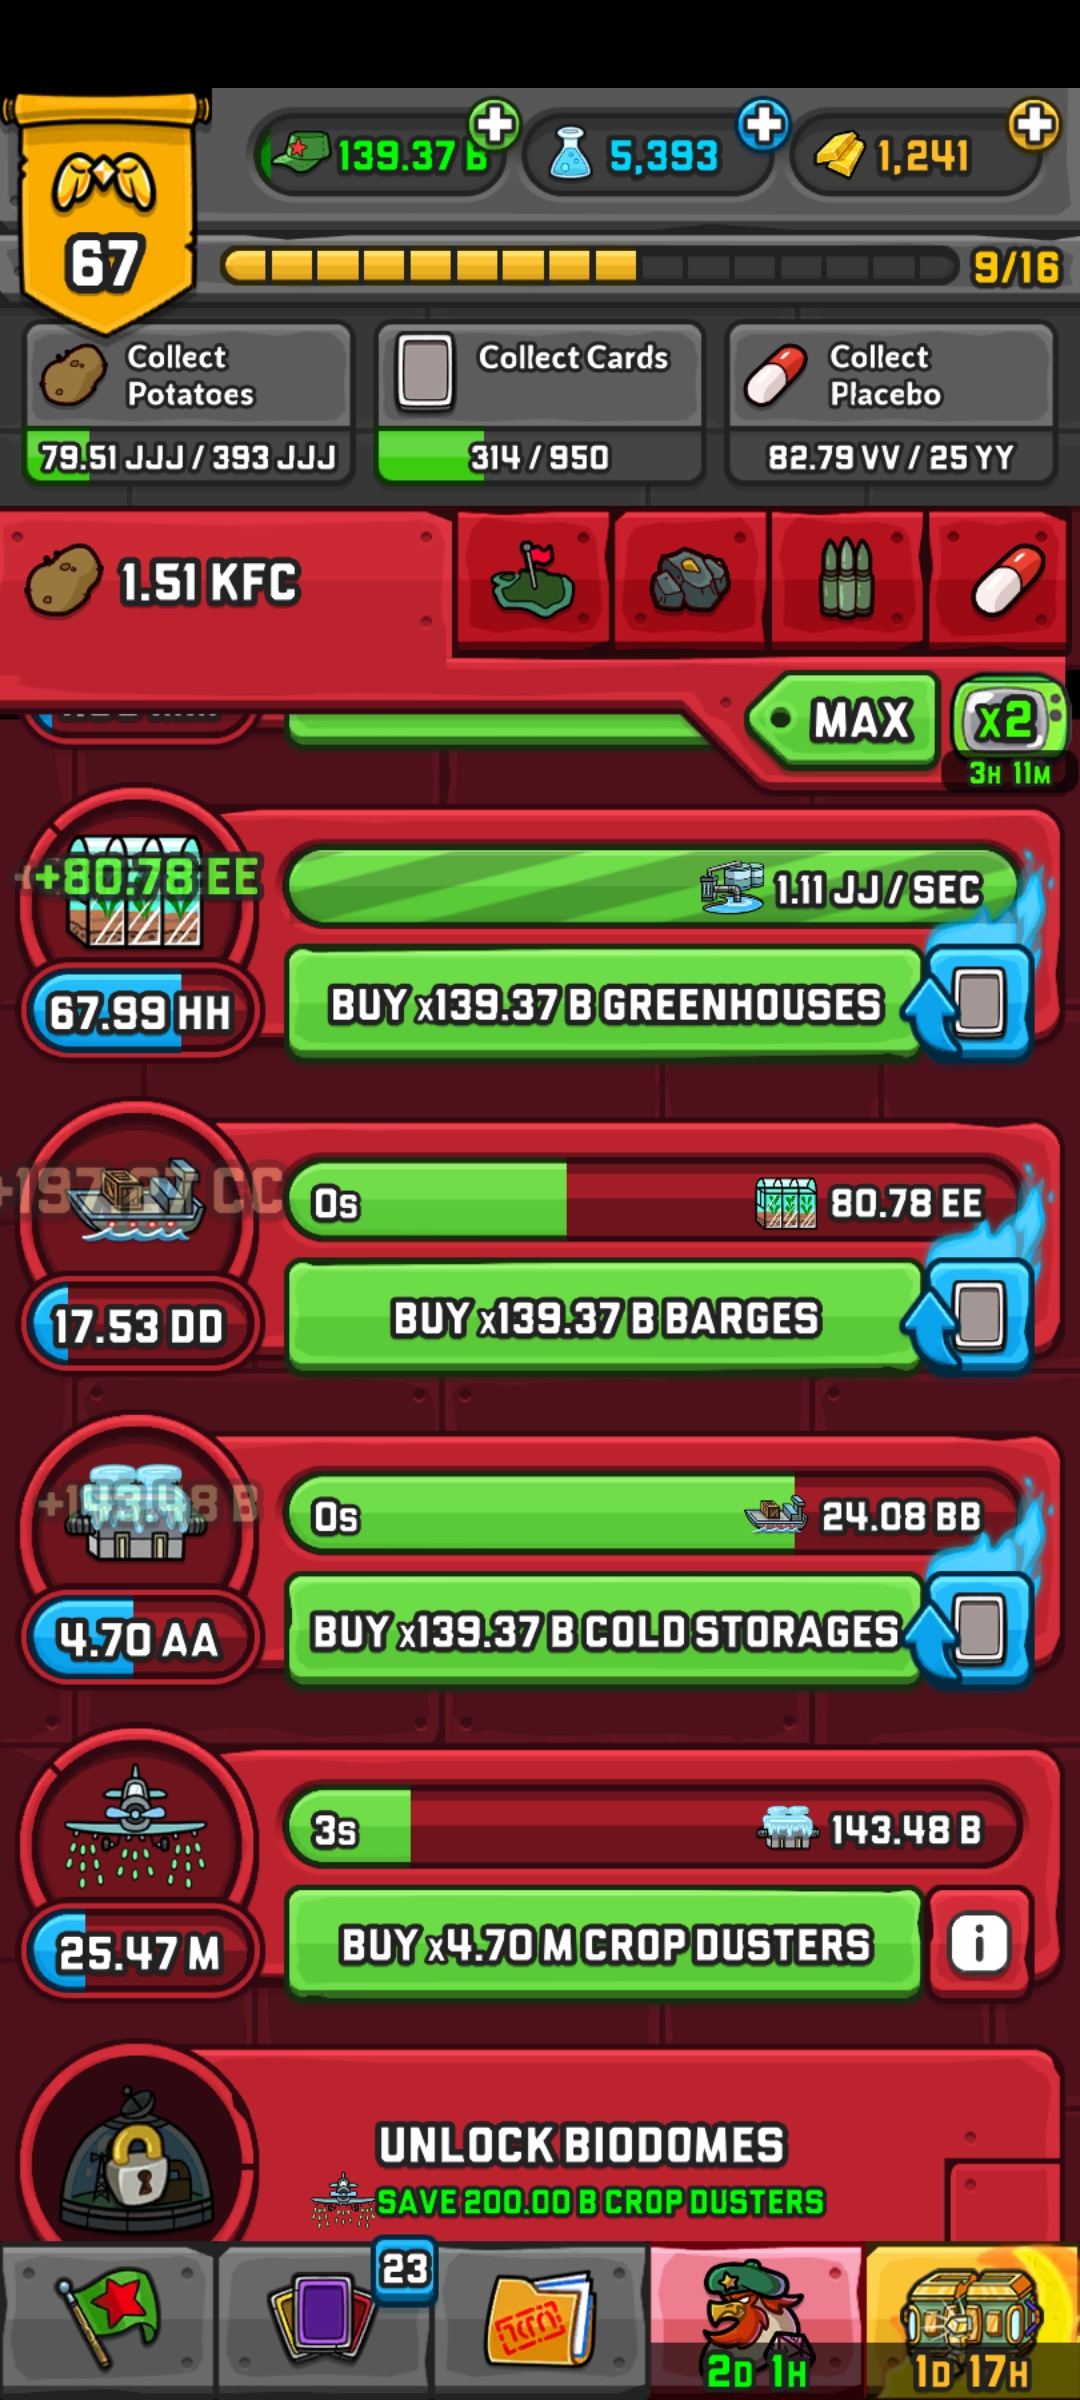 139.37 B
5,393
1,241
67
9/16
Collect
Potatoes
79.51 JJJ / 393 JJJ
Collect Cards
314 / 950
Collect
Placebo
82.79 VV / 25 YY
1.51 KFC
MAX
x2
3H 11M
+80.78 EE
1.11 JJ / SEC
67.99 HH
BUY x139.37 B GREENHOUSES
0s
80.78 EE
17.53 DD
BUY x139.37 B BARGES
+143.48 B
0s
24.08 BB
4.70 AA
BUY x139.37 B COLD STORAGES
3s
143.48 B
25.47 M
BUY x4.70 M CROP DUSTERS
i
UNLOCK BIODOMES
SAVE 200.00 B CROP DUSTERS
23
2D 1H
1D 17H